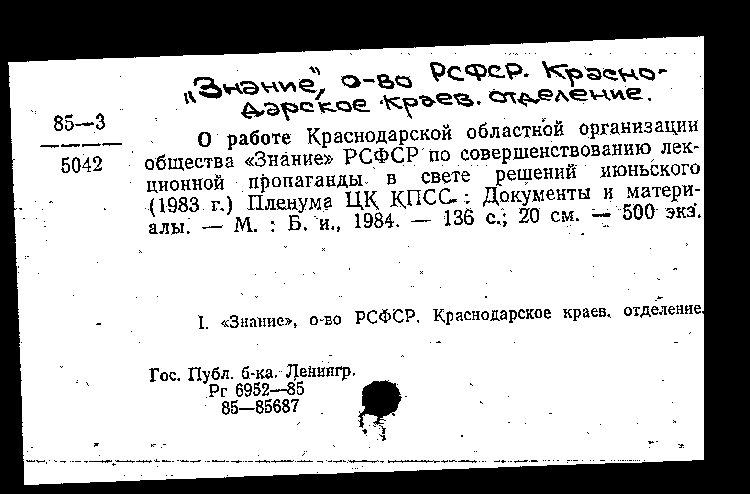 "Знание", о-во РСФСР. Красно-
дарское краев. отделение.
85—3
5042
О работе Краснодарской областной организации
общества «Знание» РСФСР по совершенствованию лек-
ционной пропаганды в свете решений июньского
(1983 г.) Пленума ЦК КПСС : Документы и матери-
алы. — М. : Б. и., 1984. — 136 с.; 20 см. — 500 экз.
I. «Знание», о-во РСФСР. Краснодарское краев. отделение.
Гос. Публ. б-ка. Ленингр.
Рг 6952—85
85—85687